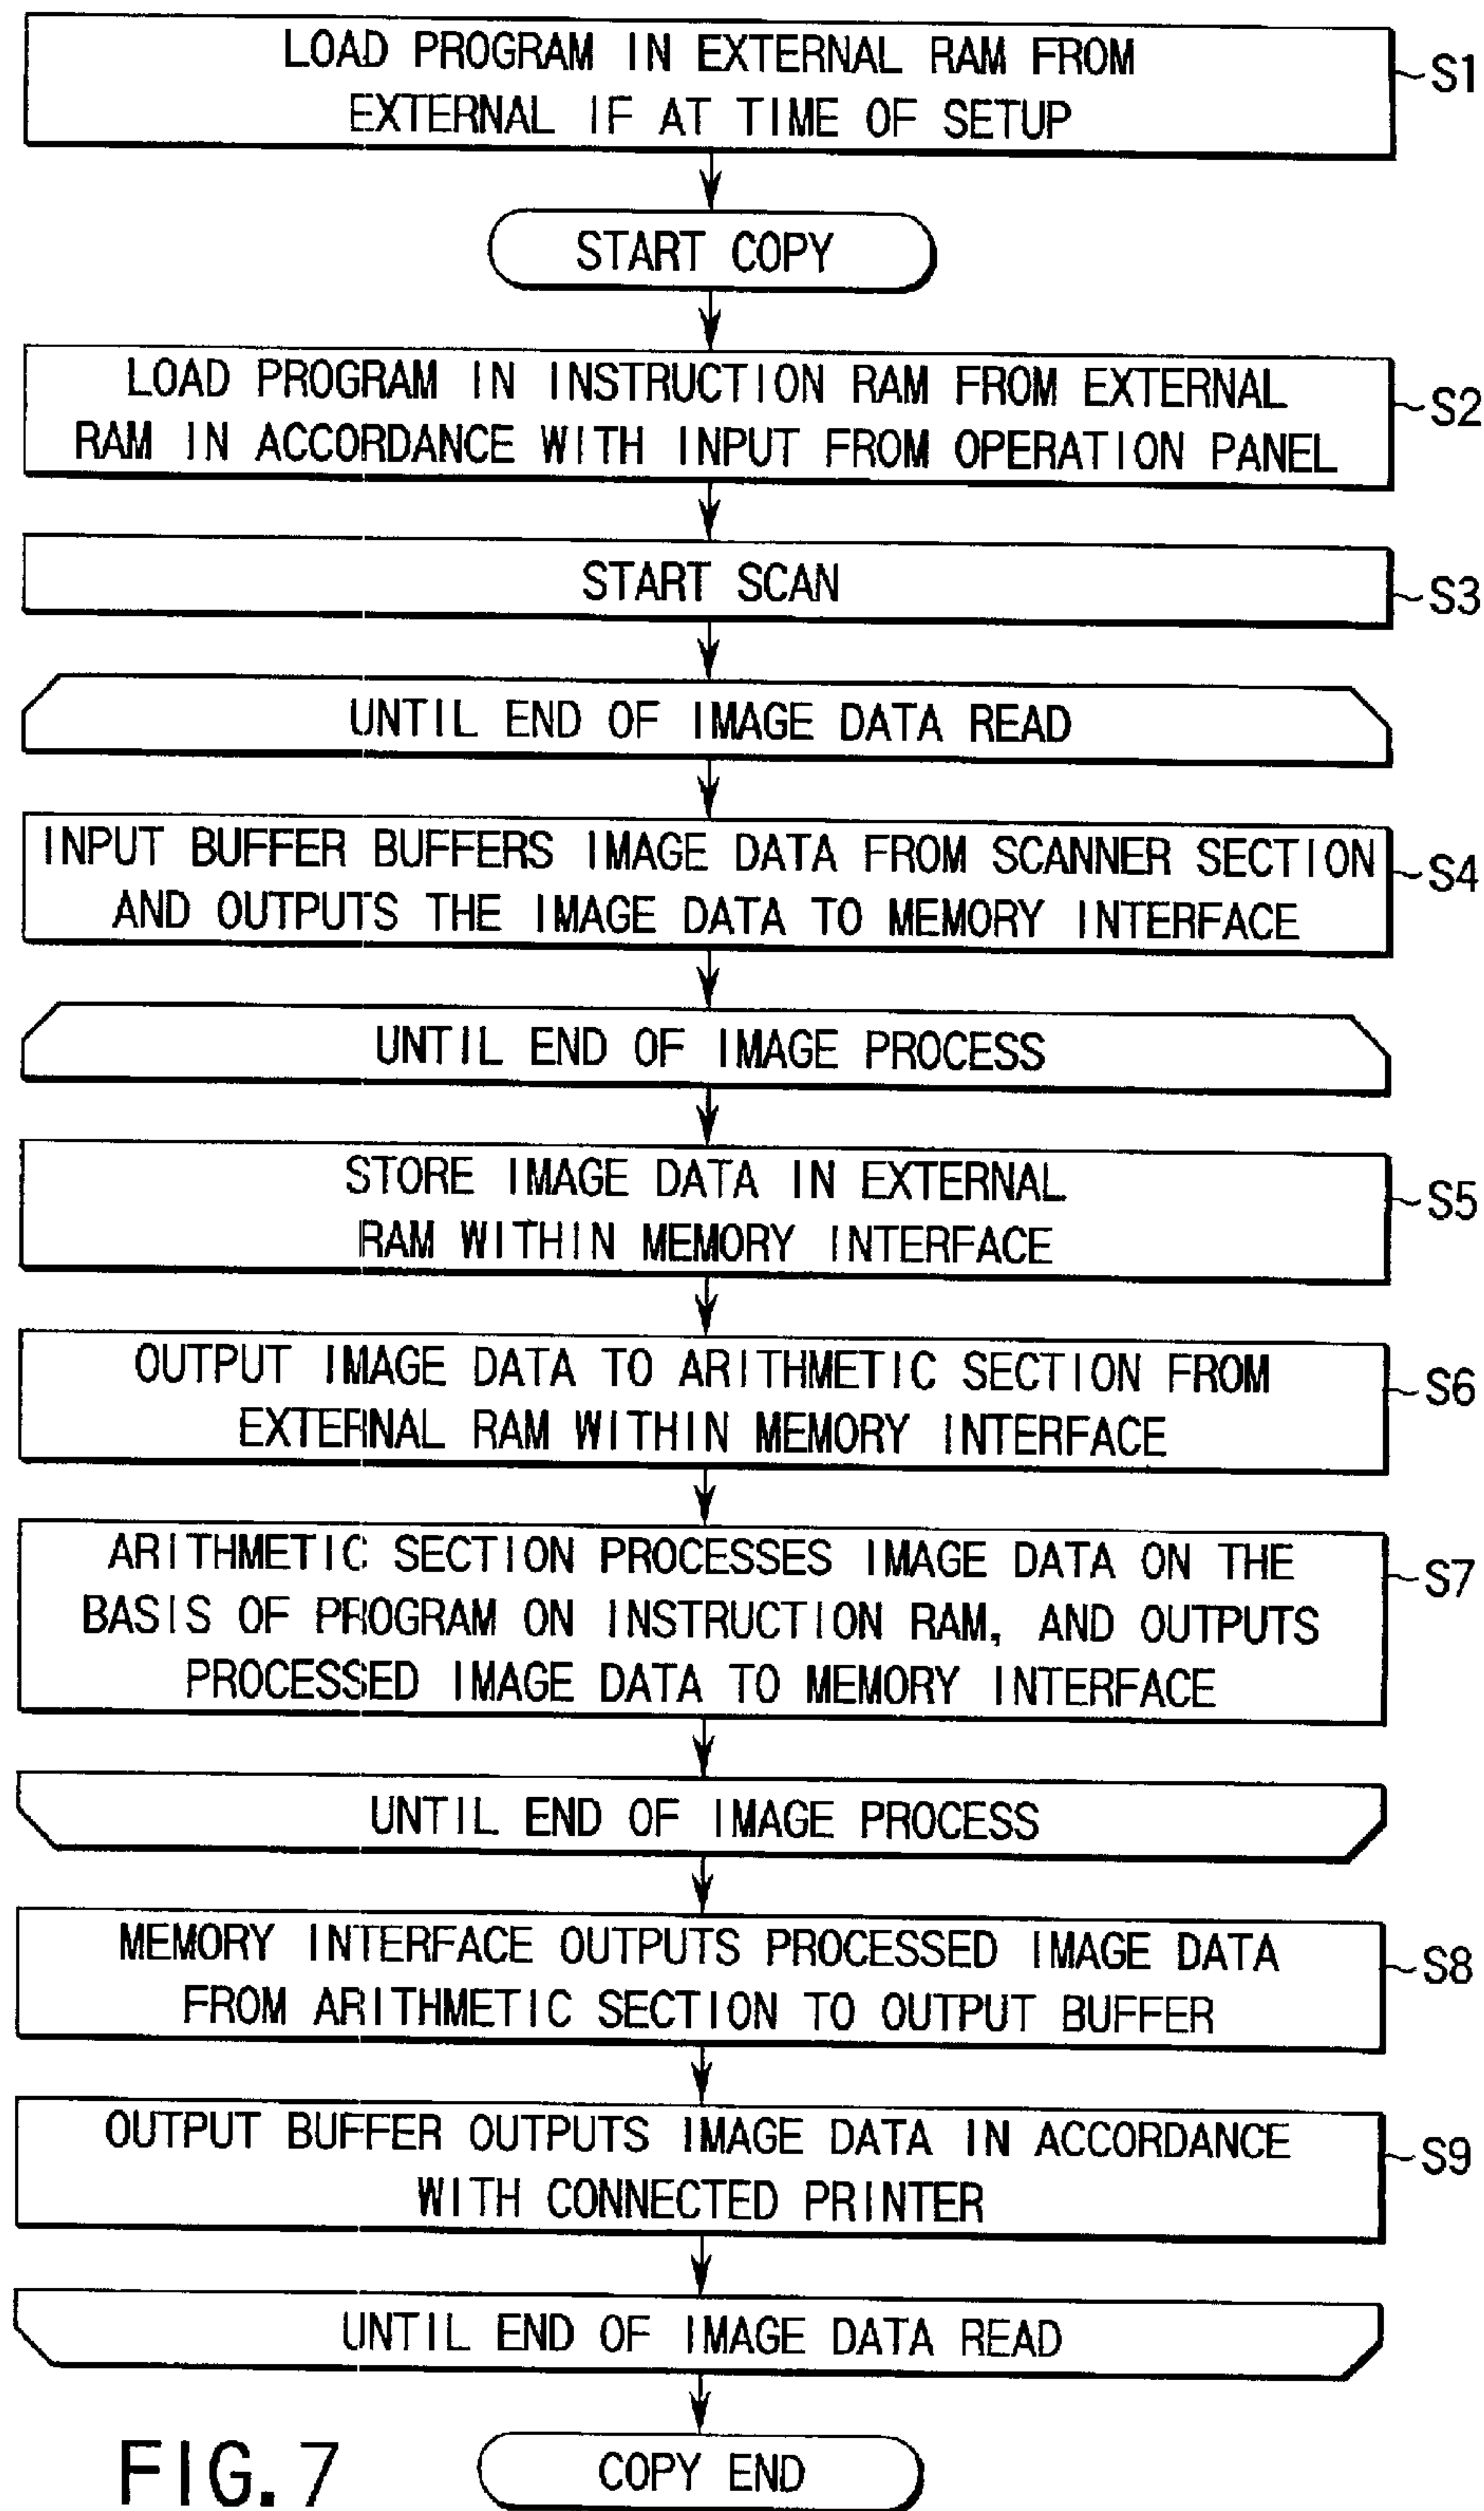 LOAD PROGRAM IN EXTERNAL RAM FROM
EXTERNAL IF AT TIME OF SETUP
S1
START COPY
LOAD PROGRAM IN INSTRUCTION RAM FROM EXTERNAL
RAM IN ACCORDANCE WITH INPUT FROM OPERATION PANEL
S2
START SCAN
S3
UNTIL END OF IMAGE DATA READ
INPUT BUFFER BUFFERS IMAGE DATA FROM SCANNER SECTION
AND OUTPUTS THE IMAGE DATA TO MEMORY INTERFACE
S4
UNTIL END OF IMAGE PROCESS
STORE IMAGE DATA IN EXTERNAL
RAM WITHIN MEMORY INTERFACE
S5
OUTPUT IMAGE DATA TO ARITHMETIC SECTION FROM
EXTERNAL RAM WITHIN MEMORY INTERFACE
S6
ARITHMETIC SECTION PROCESSES IMAGE DATA ON THE
BASIS OF PROGRAM ON INSTRUCTION RAM, AND OUTPUTS
PROCESSED IMAGE DATA TO MEMORY INTERFACE
S7
UNTIL END OF IMAGE PROCESS
MEMORY INTERFACE OUTPUTS PROCESSED IMAGE DATA
FROM ARITHMETIC SECTION TO OUTPUT BUFFER
S8
OUTPUT BUFFER OUTPUTS IMAGE DATA IN ACCORDANCE
WITH CONNECTED PRINTER
S9
UNTIL END OF IMAGE DATA READ
COPY END
FIG. 7